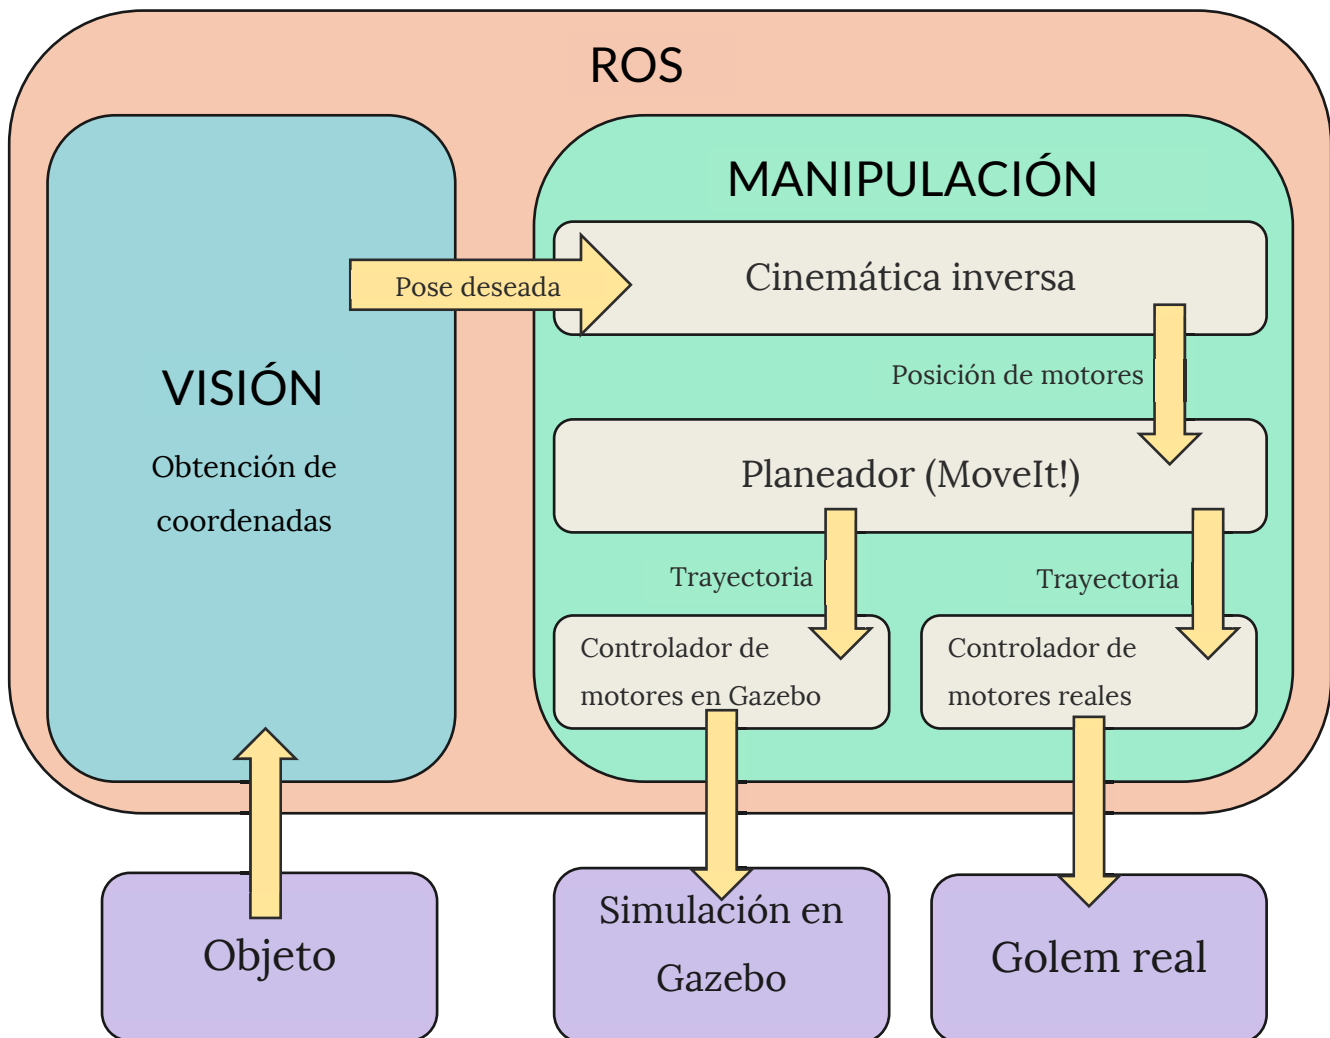 ROS
VISIÓN
Obtención de
coordenadas
Pose deseada
MANIPULACIÓN
Cinemática inversa
Posición de motores
Planeador (MoveIt!)
Trayectoria
Trayectoria
Controlador de
motores en Gazebo
Controlador de
motores reales
Objeto
Simulación en
Gazebo
Golem real